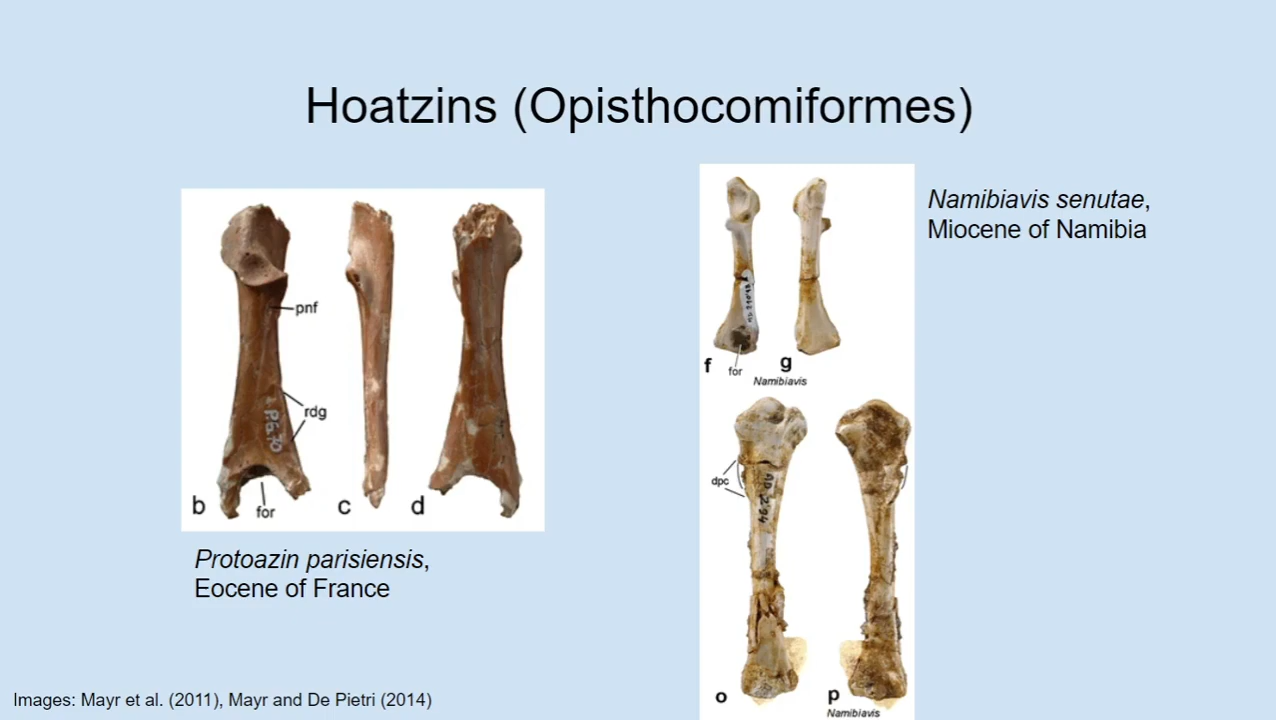 Hoatzins (Opisthocomiformes)
pnf
rdg
P.G.70
b
for
c
d
Protoazin parisiensis,
Eocene of France
Namibiavis senutae,
Miocene of Namibia
f
for
g
Namibiavis
dpc
o
p
Namibiavis
Images: Mayr et al. (2011), Mayr and De Pietri (2014)